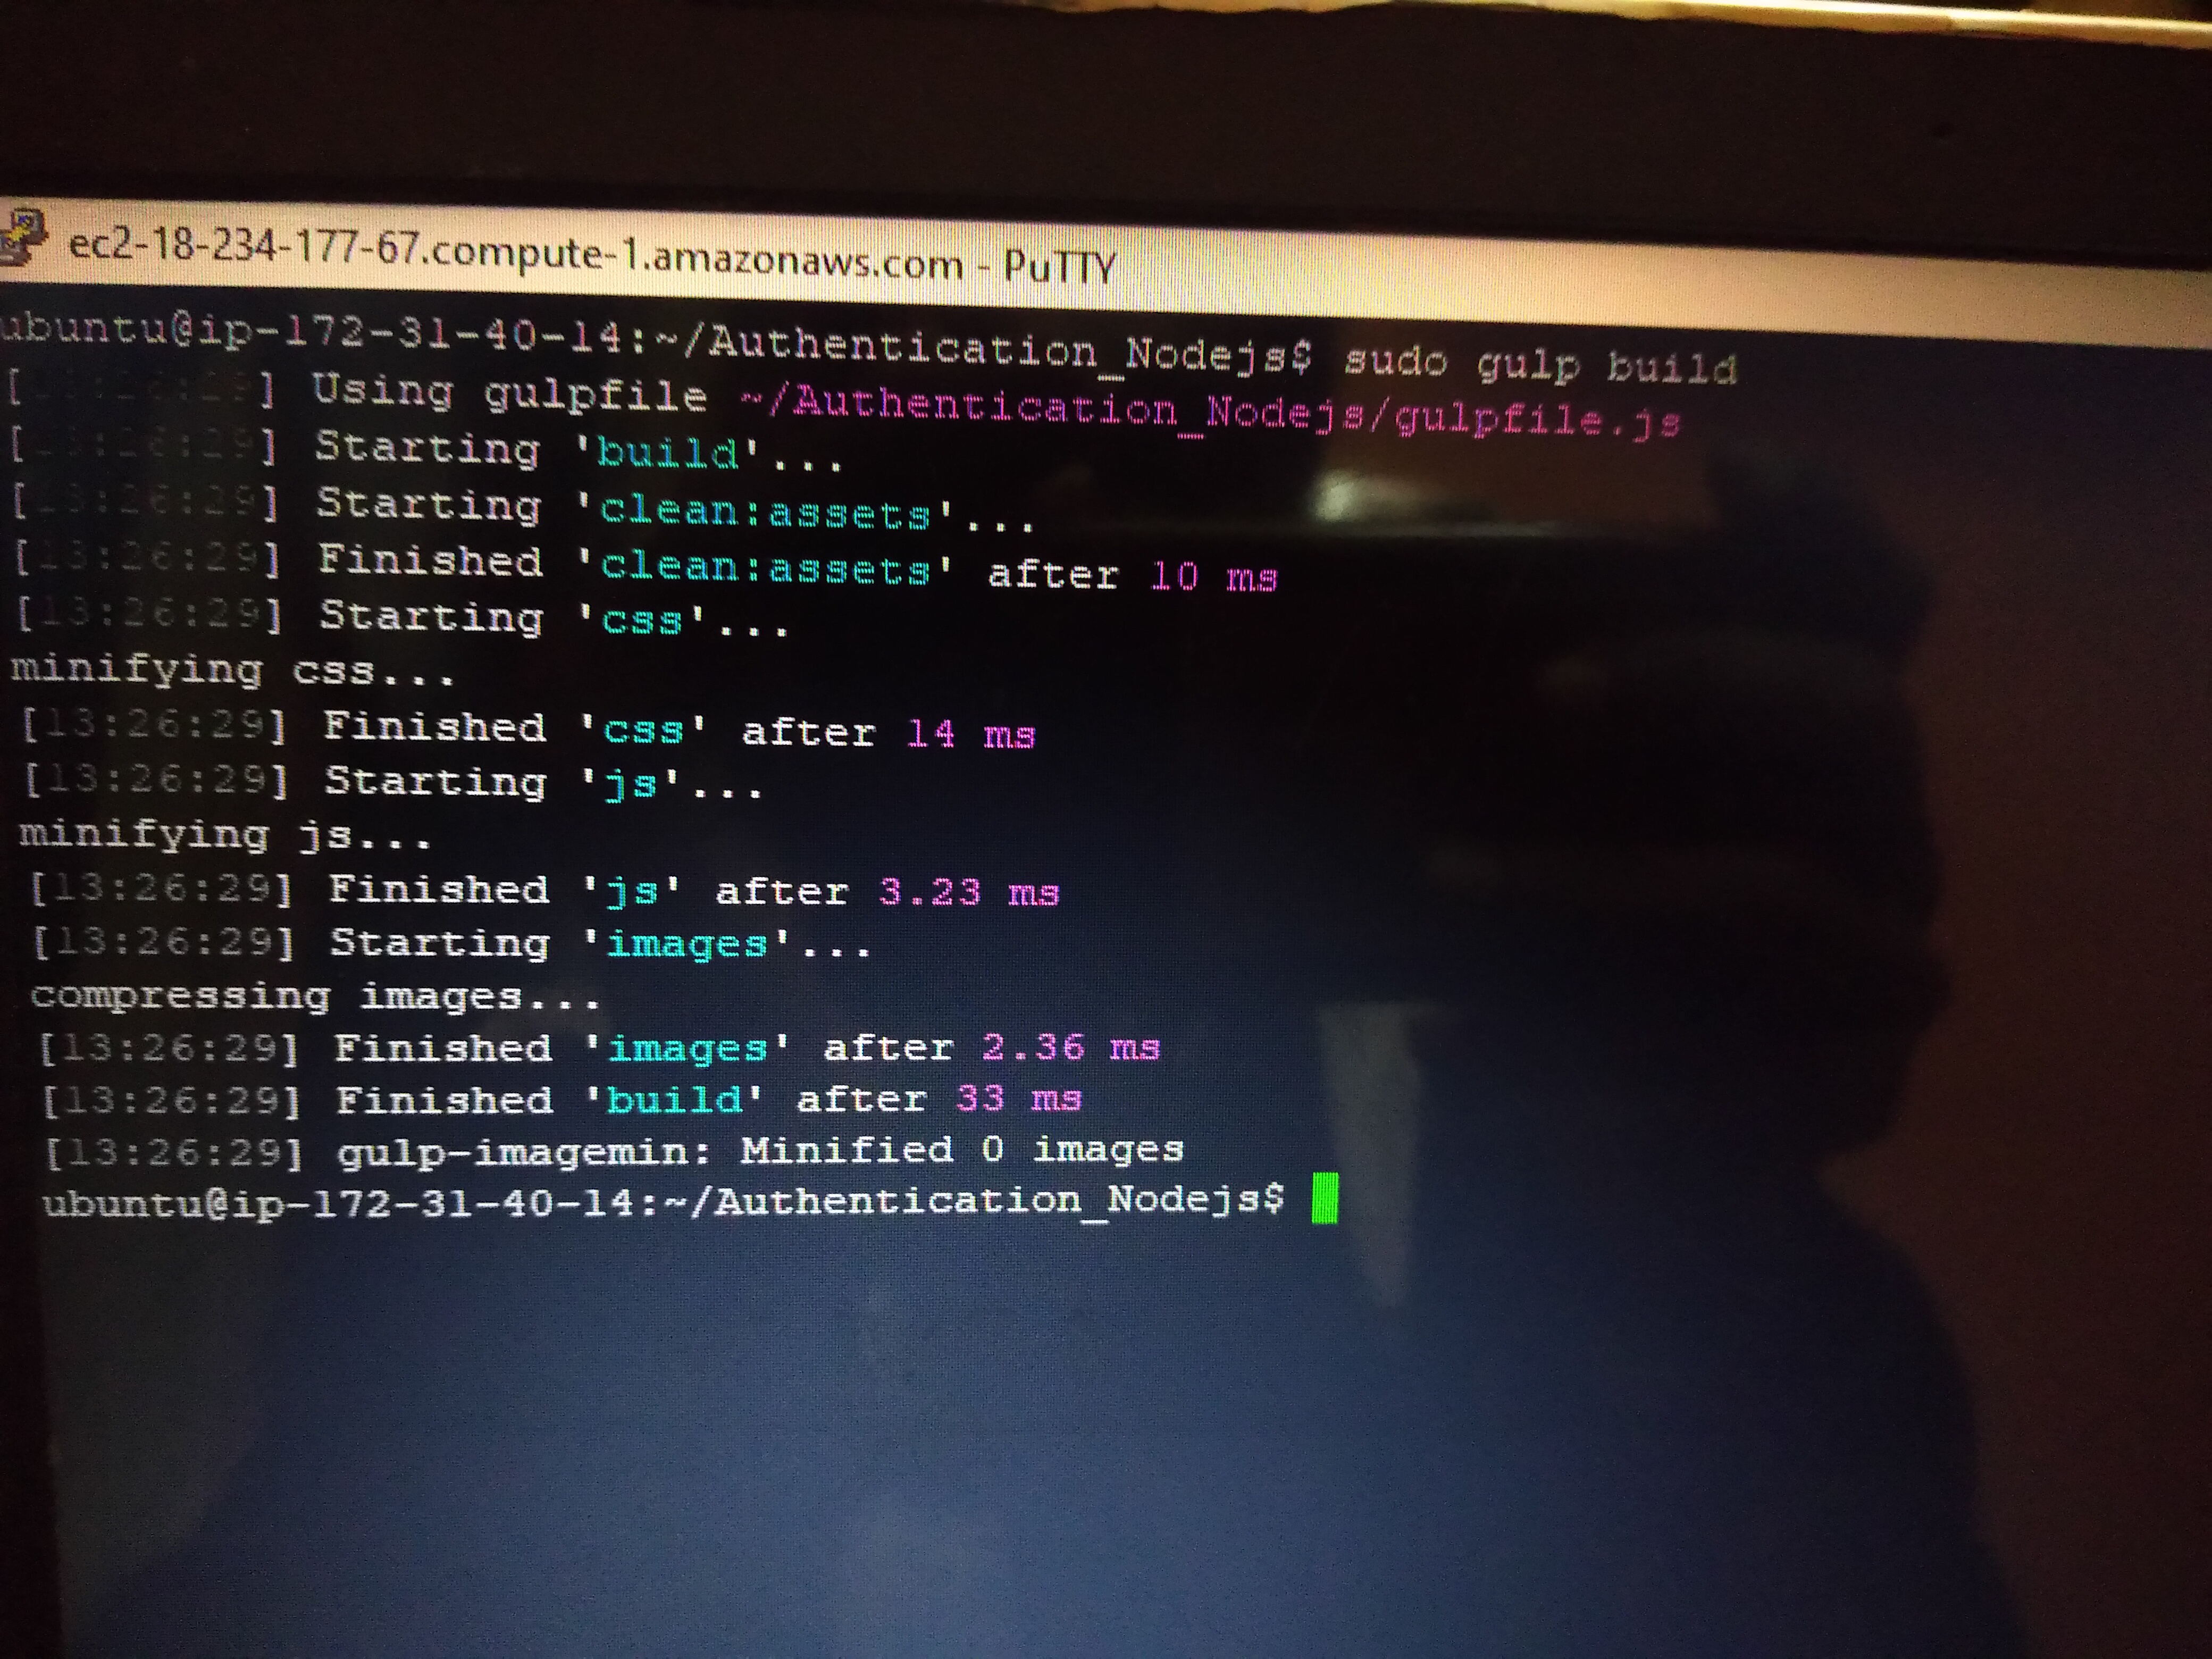 ec2-18-234-177-67.compute-1.amazonaws.com - PuTTY
ubuntu@ip-172-31-40-14:~/Authentication_Nodejs$ sudo gulp build
[13:26:29] Using gulpfile ~/Authentication_Nodejs/gulpfile.js
[13:26:29] Starting 'build'...
[13:26:29] Starting 'clean:assets'...
[13:26:29] Finished 'clean:assets' after 10 ms
[13:26:29] Starting 'css'...
minifying css...
[13:26:29] Finished 'css' after 14 ms
[13:26:29] Starting 'js'...
minifying js...
[13:26:29] Finished 'js' after 3.23 ms
[13:26:29] Starting 'images'...
compressing images...
[13:26:29] Finished 'images' after 2.36 ms
[13:26:29] Finished 'build' after 33 ms
[13:26:29] gulp-imagemin: Minified 0 images
ubuntu@ip-172-31-40-14:~/Authentication_Nodejs$